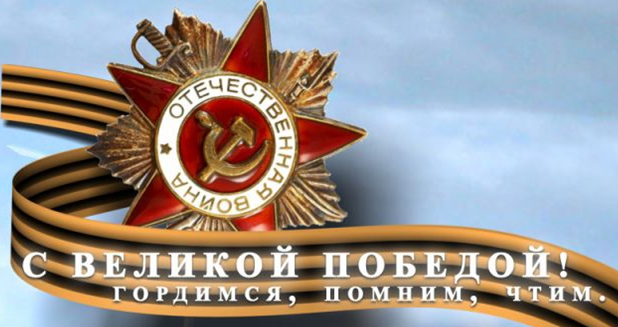 ОТЕЧЕСТВЕННАЯ ВОЙНА
С ВЕЛИКОЙ ПОБЕДОЙ!
ГОРДИМСЯ, ПОМНИМ, ЧТИМ.